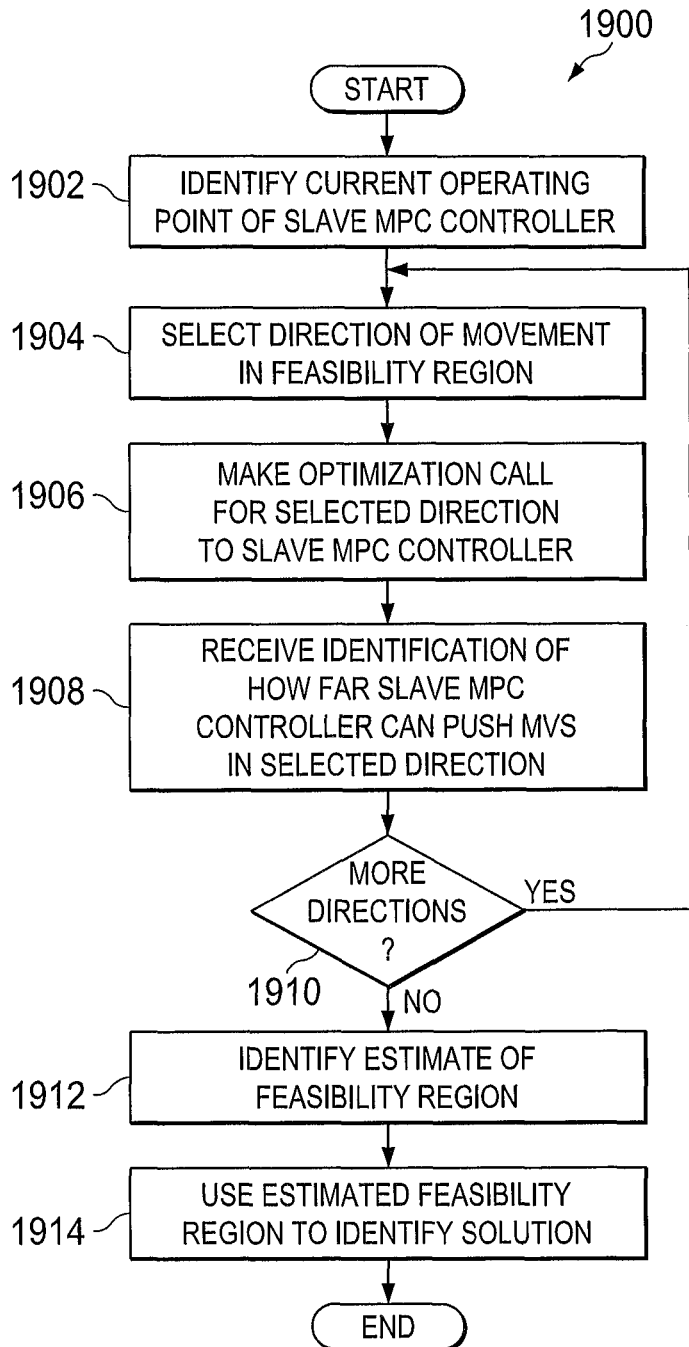 1900
START
1902
IDENTIFY CURRENT OPERATING
POINT OF SLAVE MPC CONTROLLER
1904
SELECT DIRECTION OF MOVEMENT
IN FEASIBILITY REGION
1906
MAKE OPTIMIZATION CALL
FOR SELECTED DIRECTION
TO SLAVE MPC CONTROLLER
1908
RECEIVE IDENTIFICATION OF
HOW FAR SLAVE MPC
CONTROLLER CAN PUSH MVS
IN SELECTED DIRECTION
MORE
DIRECTIONS
?
YES
1910
NO
1912
IDENTIFY ESTIMATE OF
FEASIBILITY REGION
1914
USE ESTIMATED FEASIBILITY
REGION TO IDENTIFY SOLUTION
END